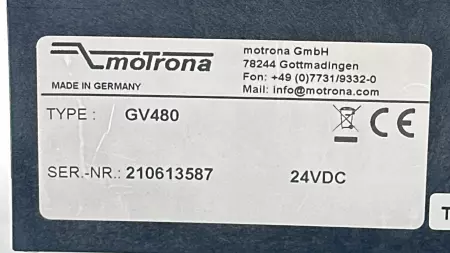 motrona
MADE IN GERMANY
motrona GmbH
78244 Gottmadingen
Fon: +49 (0)7731/9332-0
Mail: info@motrona.com
TYPE : GV480
CE
SER.-NR.: 210613587 24VDC
T